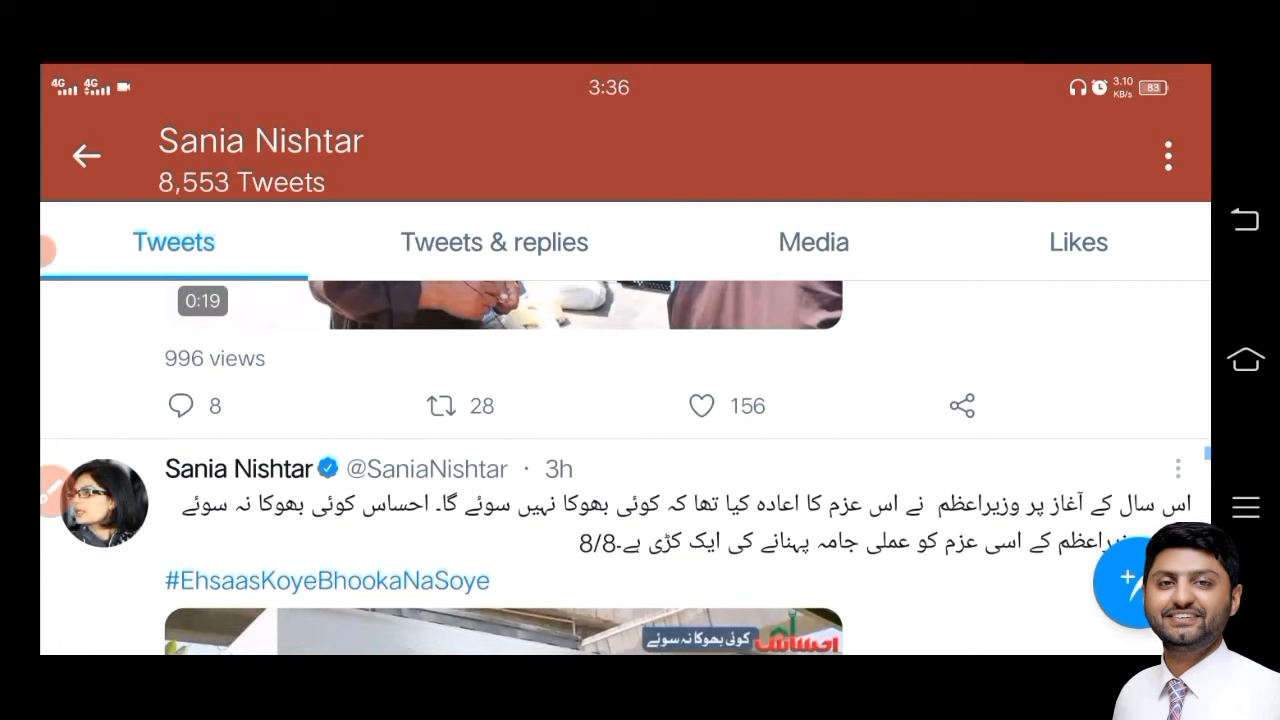 4G 4G 3:36 3.10 KB/s 83
Sania Nishtar
8,553 Tweets
Tweets Tweets & replies Media Likes
0:19
996 views
8 28 156
Sania Nishtar @SaniaNishtar · 3h
اس سال کے آغاز پر وزیراعظم نے اس عزم کا اعادہ کیا تھا کہ کوئی بھوکا نہیں سوئے گا۔ احساس کوئی بھوکا نہ سوئے
کے اسی عزم کو عملی جامہ پہنانے کی ایک کڑی ہے۔8/8
#EhsaasKoyeBhookaNaSoye
احساس کوئی بھوکا نہ سوئے